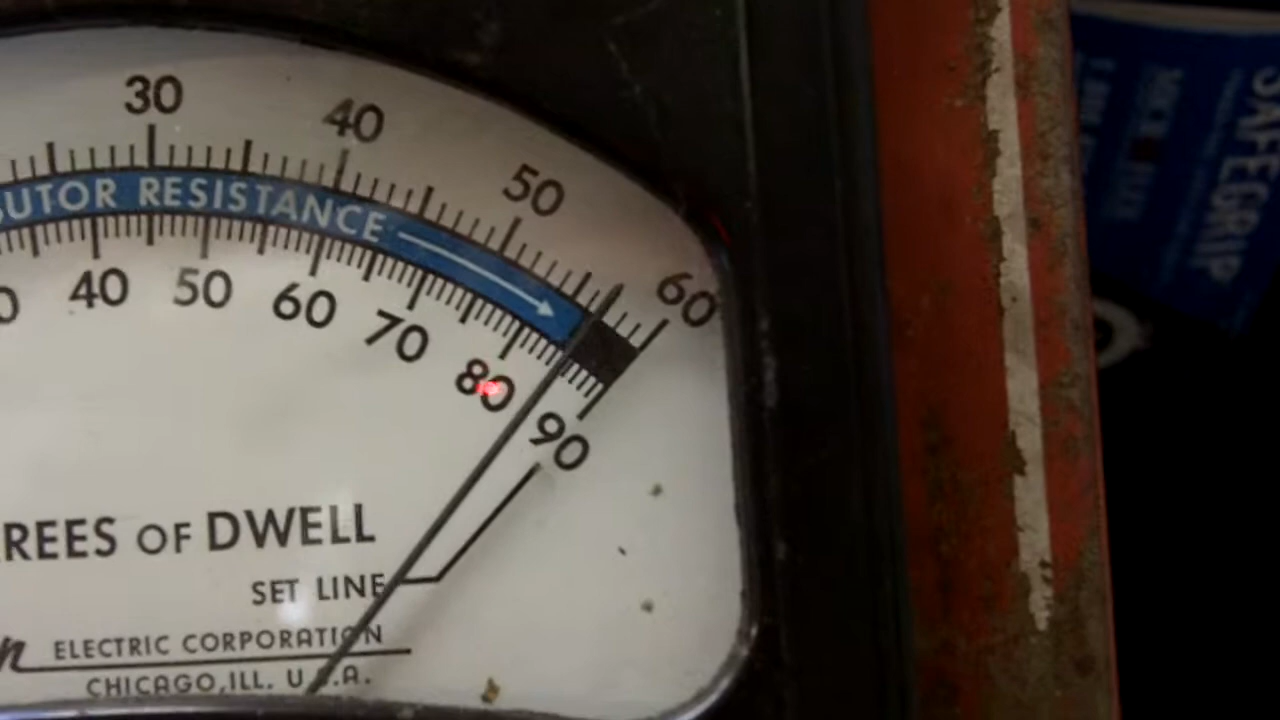 30 40 50 60
UTOR RESISTANCE
40 50 60 70 80 90
REES OF DWELL
SET LINE
ELECTRIC CORPORATION
CHICAGO, ILL. U.S.A.
SAFEGRIP